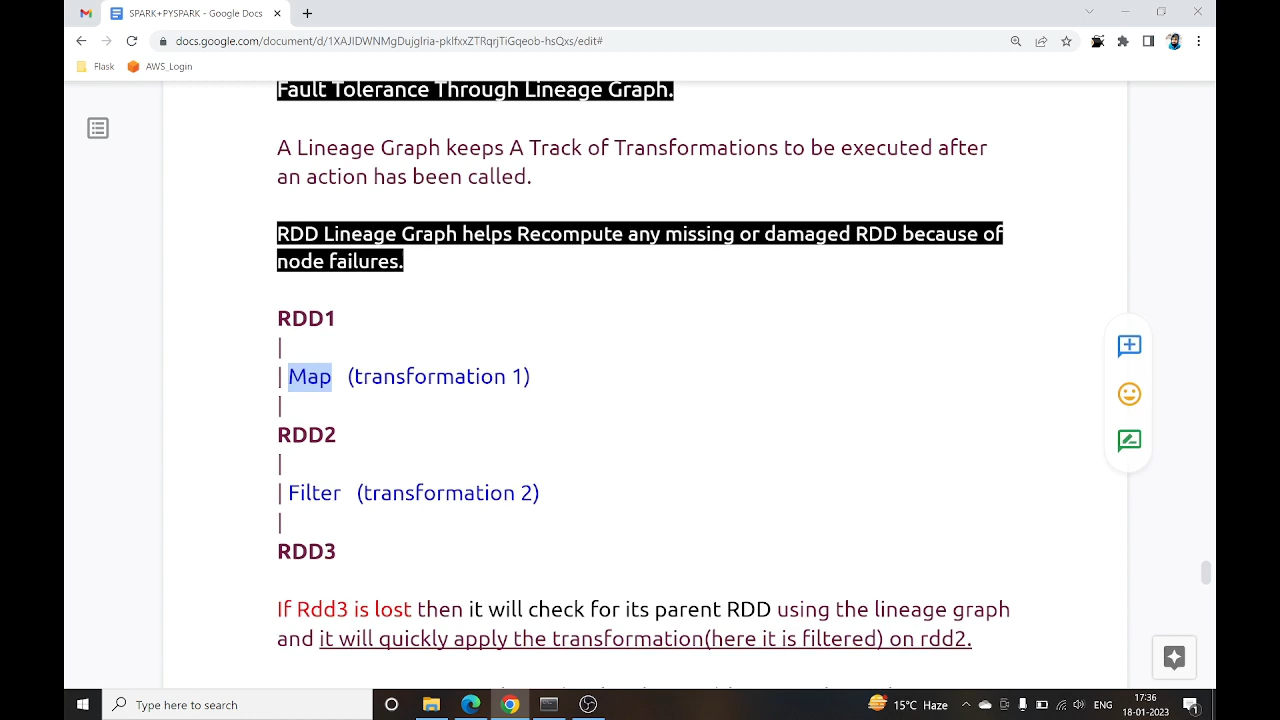 SPARK+PYSPARK - Google Docs
docs.google.com/document/d/1XAJIDWNMgDujgIria-pkIfxxZTRqrjTiGqeob-hsQxs/edit#
Flask
AWS_Login
Fault Tolerance Through Lineage Graph.
A Lineage Graph keeps A Track of Transformations to be executed after
an action has been called.
RDD Lineage Graph helps Recompute any missing or damaged RDD because of
node failures.
RDD1
|
| Map (transformation 1)
|
RDD2
|
| Filter (transformation 2)
|
RDD3
If Rdd3 is lost then it will check for its parent RDD using the lineage graph
and it will quickly apply the transformation(here it is filtered) on rdd2.
Type here to search
15°C Haze
ENG
17:36
18-01-2023
1